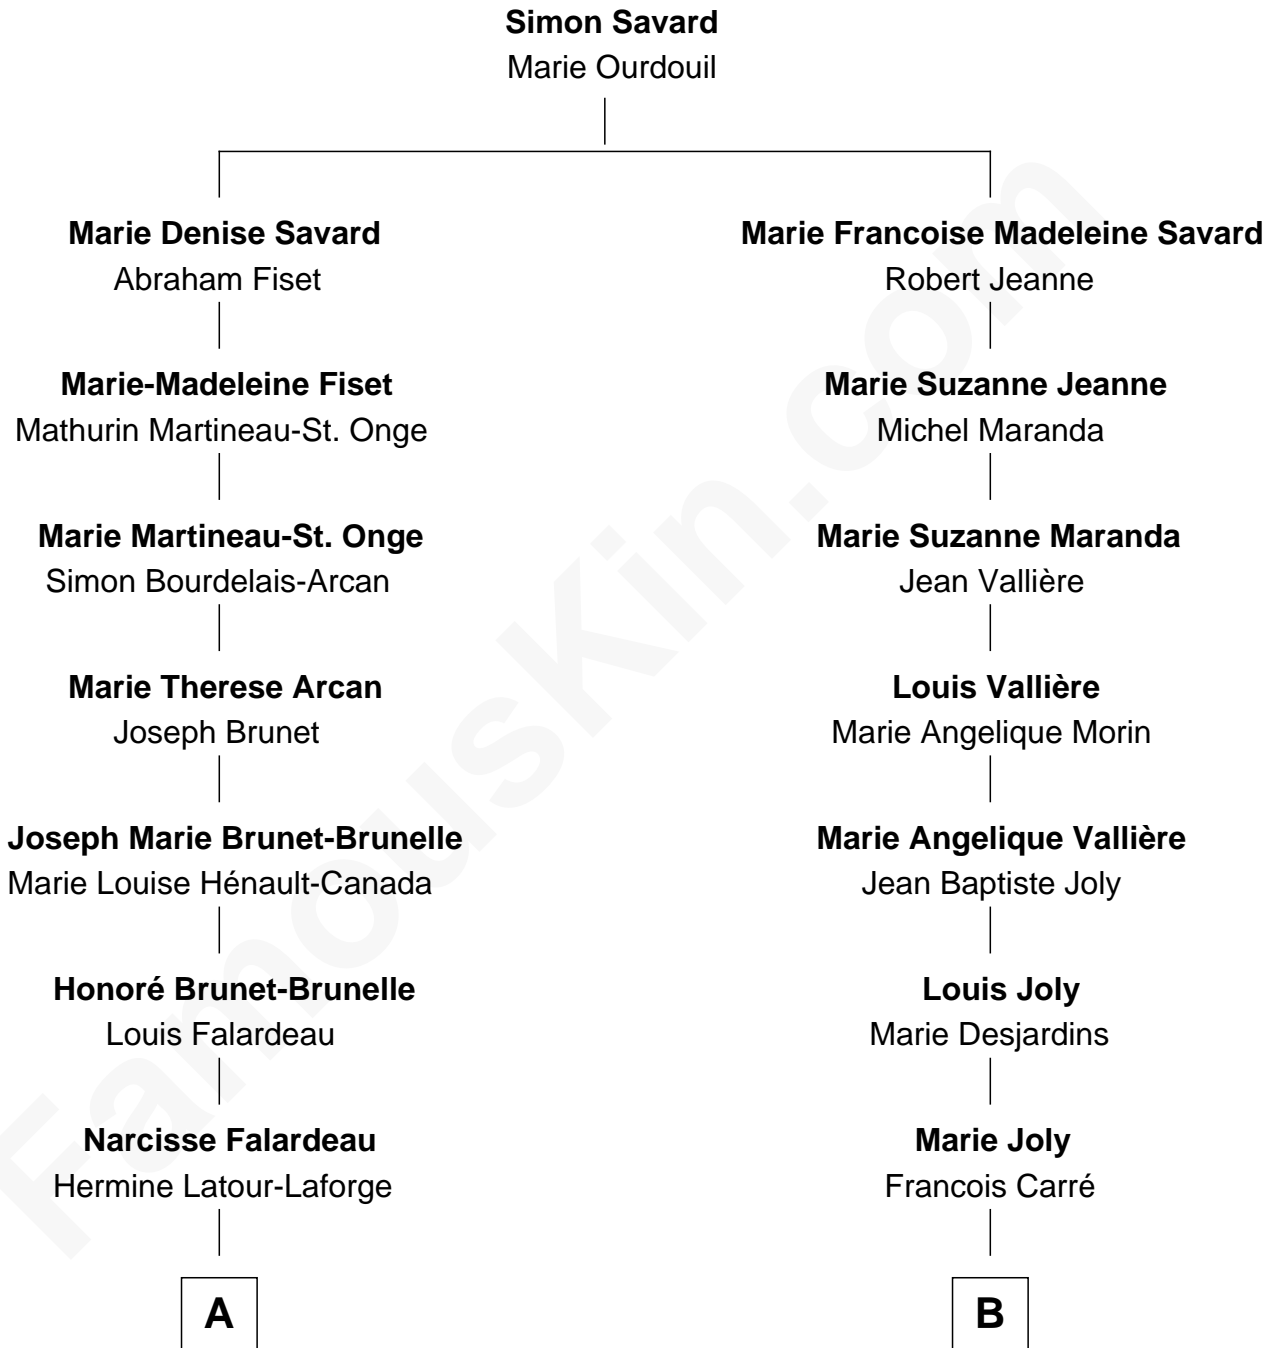 Simon Savard
Marie Ourdouil
Marie Denise Savard
Abraham Fiset
Marie Francoise Madeleine Savard
Robert Jeanne
Marie-Madeleine Fiset
Mathurin Martineau-St. Onge
Marie Suzanne Jeanne
Michel Maranda
Marie Martineau-St. Onge
Simon Bourdelais-Arcan
Marie Suzanne Maranda
Jean Vallière
Marie Therese Arcan
Joseph Brunet
Louis Vallière
Marie Angelique Morin
Joseph Marie Brunet-Brunelle
Marie Louise Hénault-Canada
Marie Angelique Vallière
Jean Baptiste Joly
Honoré Brunet-Brunelle
Louis Falardeau
Louis Joly
Marie Desjardins
Narcisse Falardeau
Hermine Latour-Laforge
Marie Joly
Francois Carré
A
B
FamousKin.com